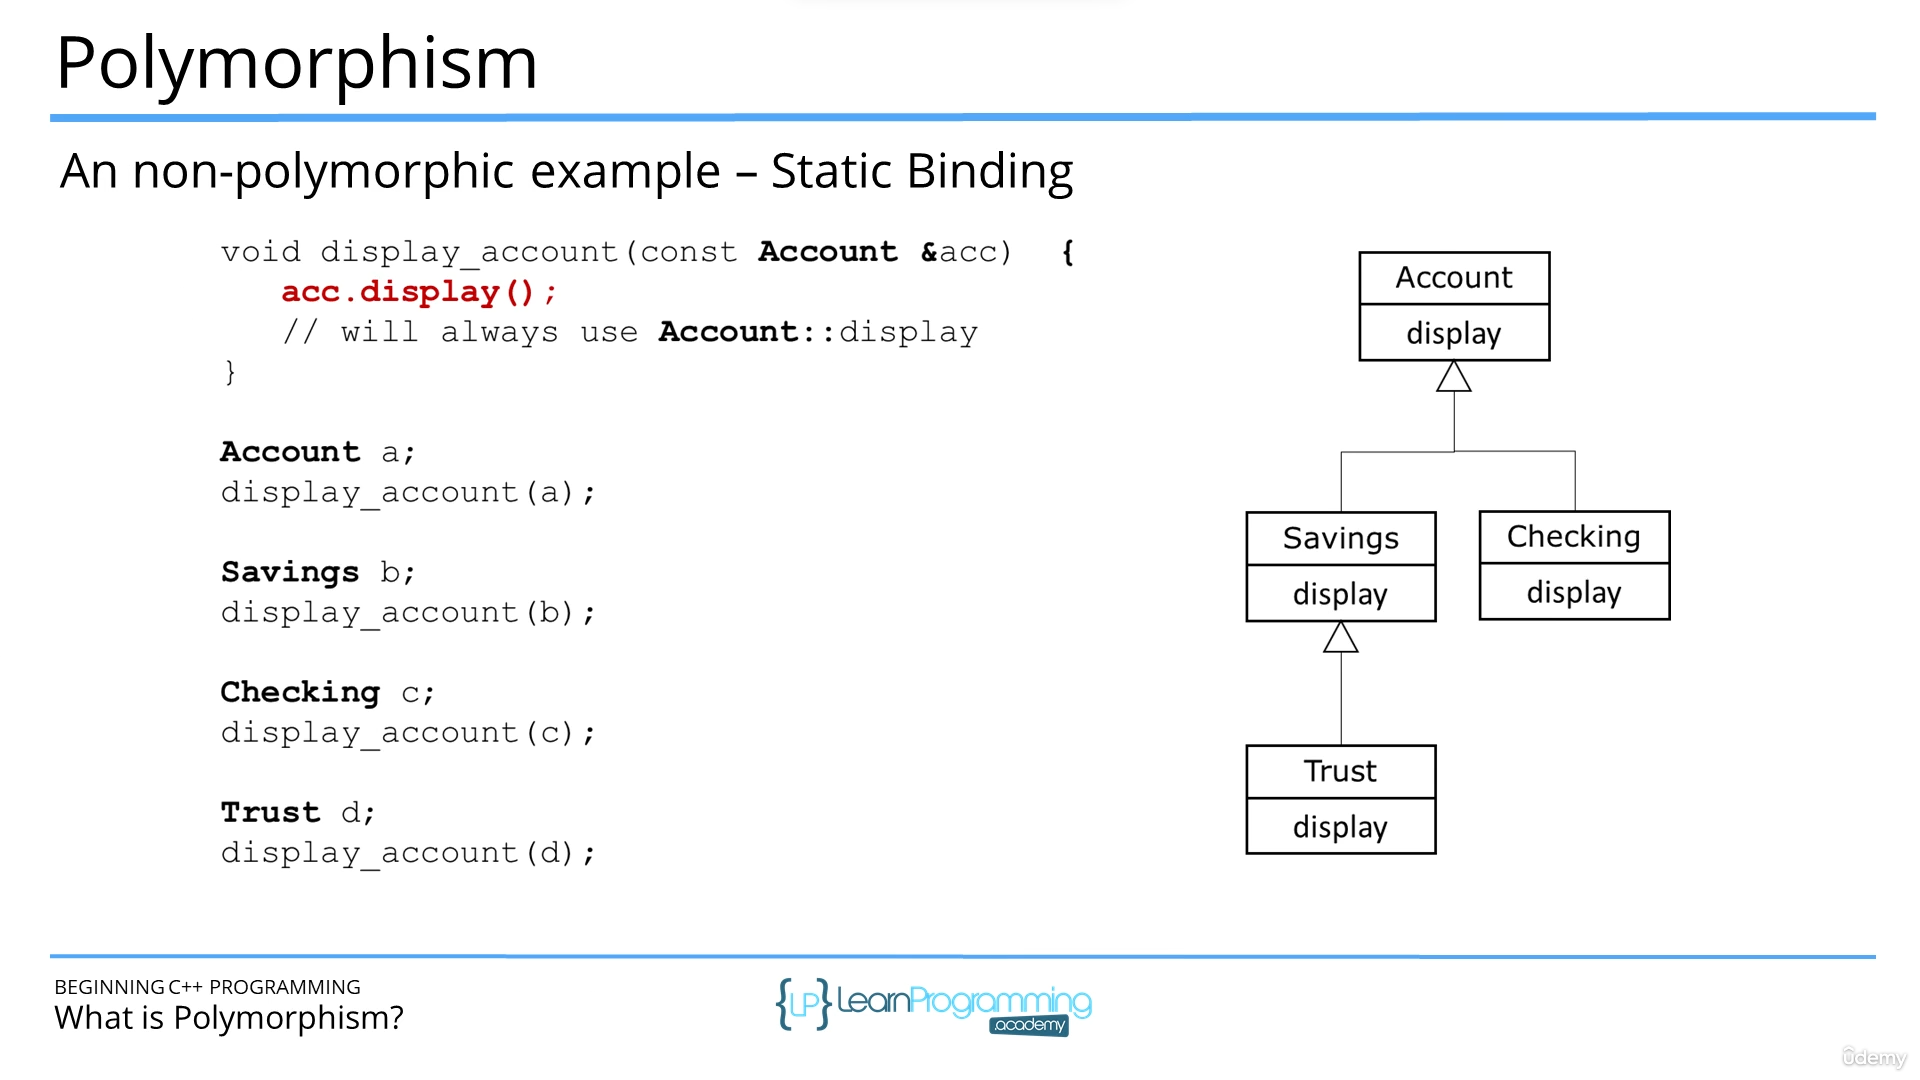 Polymorphism
An non-polymorphic example – Static Binding
void display_account(const Account &acc) {
acc.display();
// will always use Account::display
}
Account a;
display_account(a);
Savings b;
display_account(b);
Checking c;
display_account(c);
Trust d;
display_account(d);
Account
display
Savings
display
Checking
display
Trust
display
BEGINNING C++ PROGRAMMING
What is Polymorphism?
{LP} LearnProgramming
.academy
ûdemy